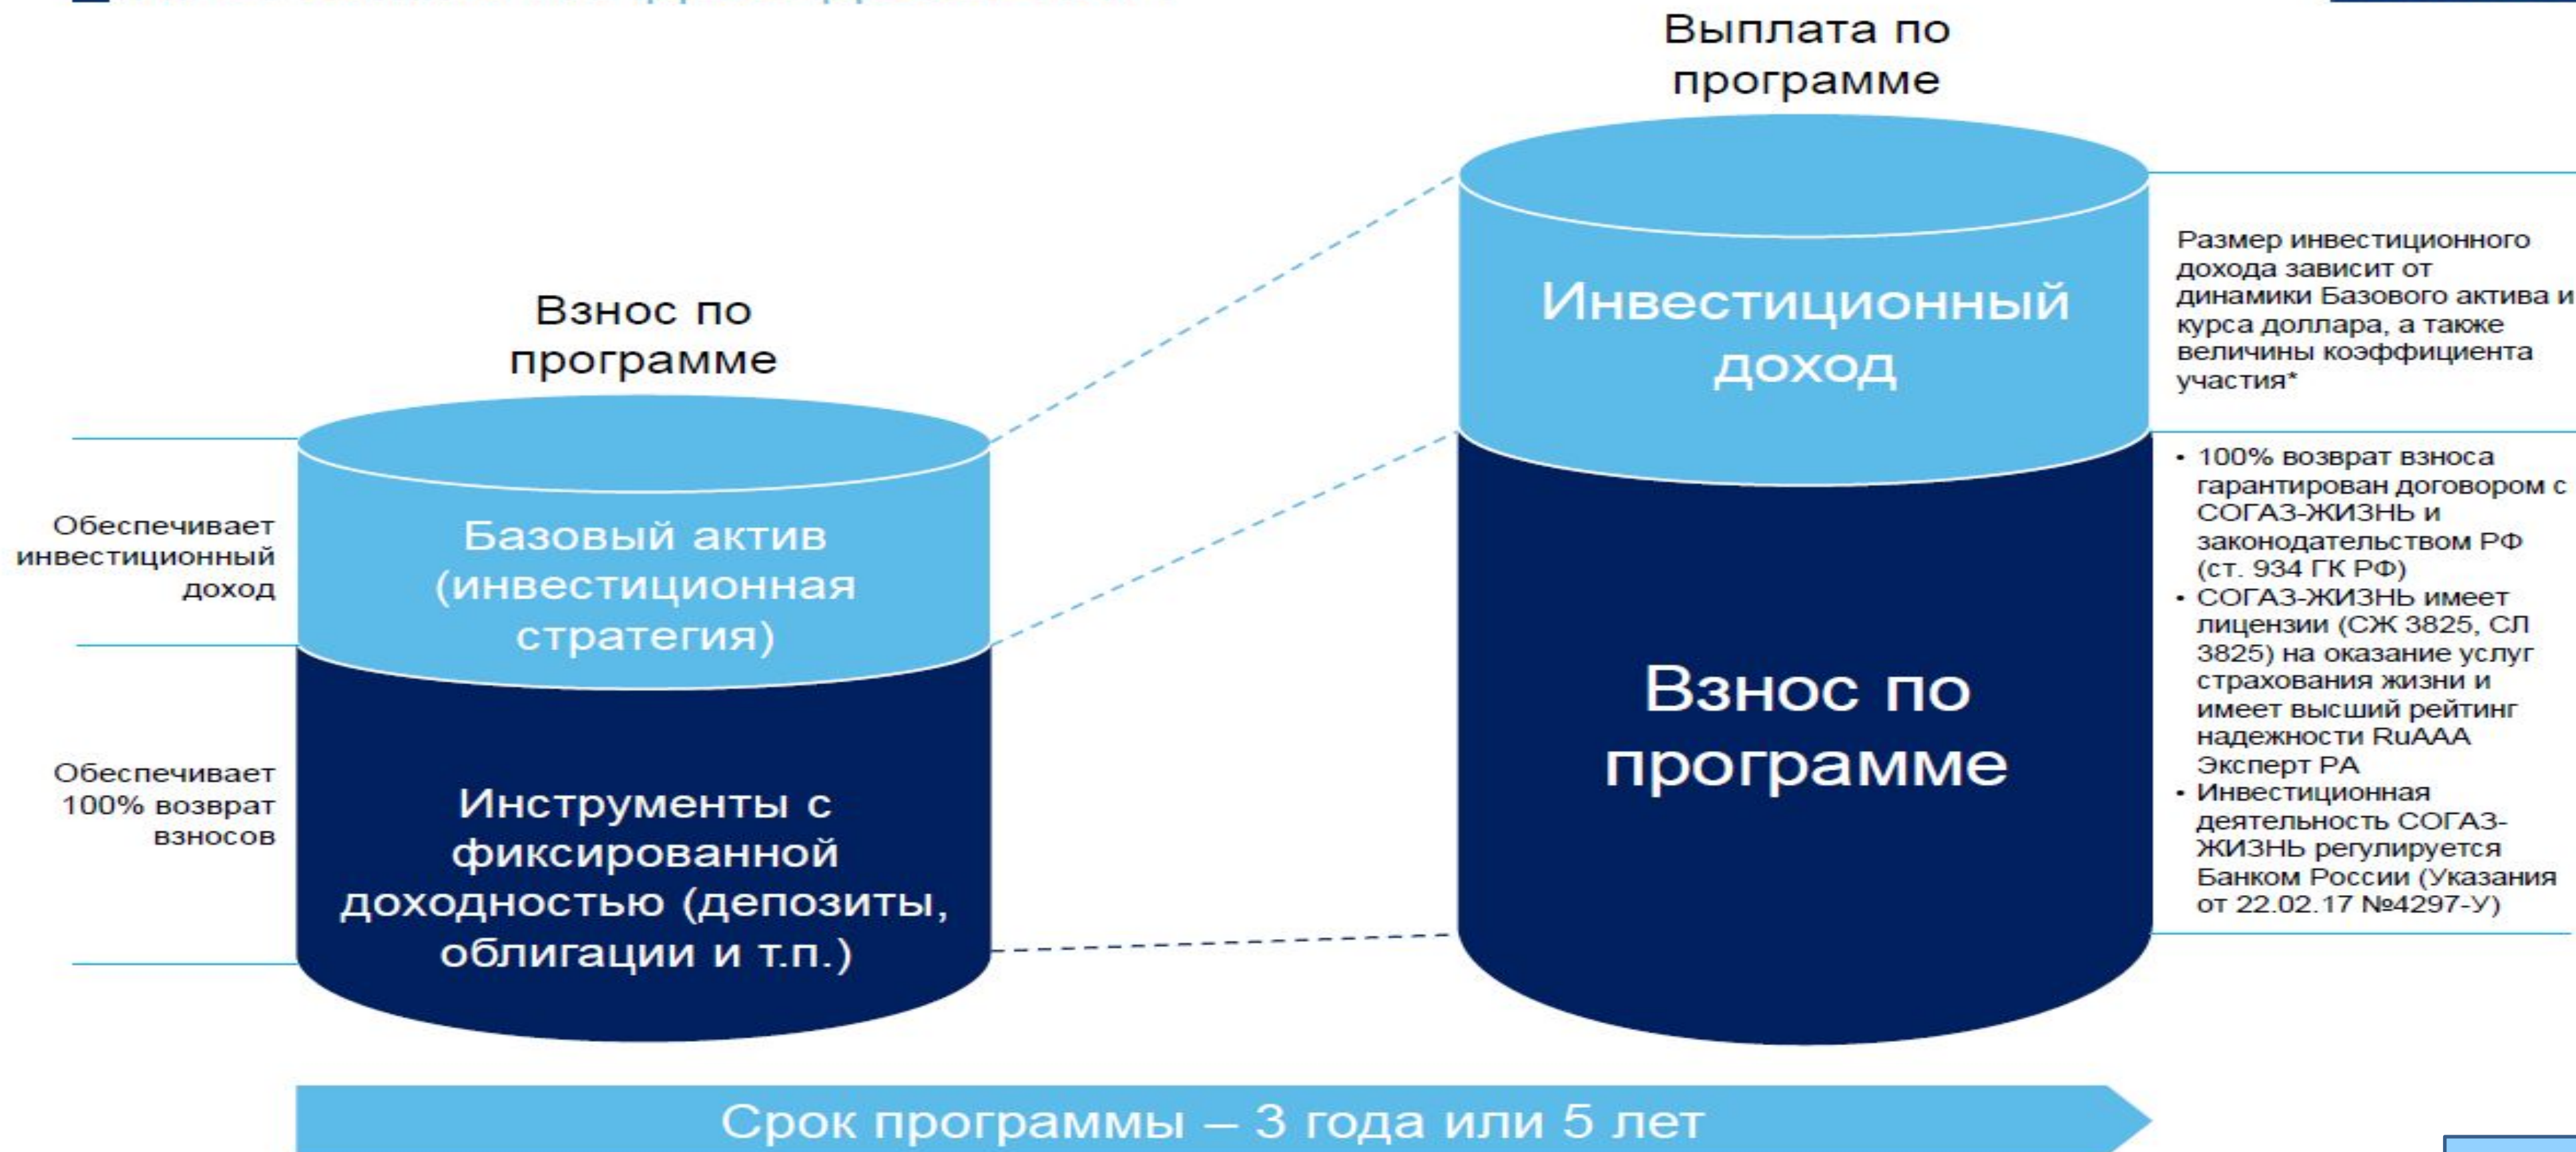 Взнос по
программе
Обеспечивает
инвестиционный
доход
Базовый актив
(инвестиционная
стратегия)
Обеспечивает
100% возврат
взносов
Инструменты с
фиксированной
доходностью (депозиты,
облигации и т.п.)
Выплата по
программе
Инвестиционный
доход
Взнос по
программе
Размер инвестиционного
дохода зависит от
динамики Базового актива и
курса доллара, а также
величины коэффициента
участия*
• 100% возврат взноса
гарантирован договором с
СОГАЗ-ЖИЗНЬ и
законодательством РФ
(ст. 934 ГК РФ)
• СОГАЗ-ЖИЗНЬ имеет
лицензии (СЖ 3825, СЛ
3825) на оказание услуг
страхования жизни и
имеет высший рейтинг
надежности RuAAA
Эксперт РА
• Инвестиционная
деятельность СОГАЗ-
ЖИЗНЬ регулируется
Банком России (Указания
от 22.02.17 №4297-У)
Срок программы – 3 года или 5 лет